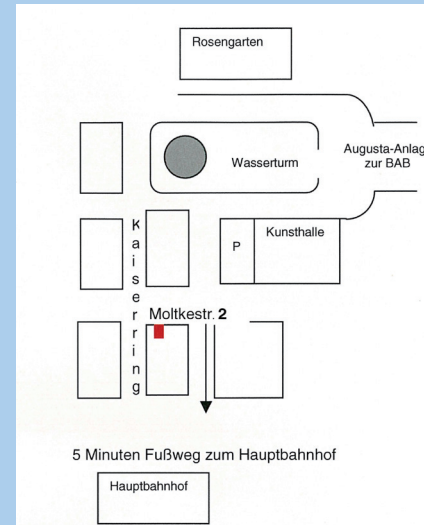 Rosengarten
Wasserturm
Augusta-Anlag
zur BAB
Kaiserring
P
Kunsthalle
Moltkestr. 2
5 Minuten Fußweg zum Hauptbahnhof
Hauptbahnhof